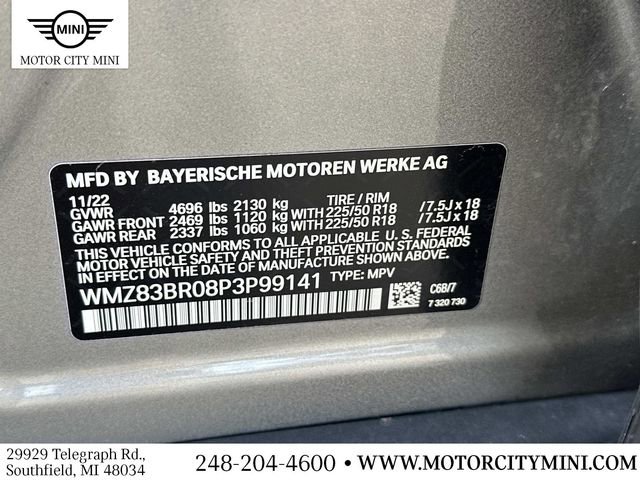 MINI
MOTOR CITY MINI
MFD BY BAYERISCHE MOTOREN WERKE AG
11/22 TIRE / RIM
GVWR 4696 lbs 2130 kg
GAWR FRONT 2469 lbs 1120 kg WITH 225/50 R18 /7.5J x 18
GAWR REAR 2337 lbs 1060 kg WITH 225/50 R18 /7.5J x 18
THIS VEHICLE CONFORMS TO ALL APPLICABLE U. S. FEDERAL
MOTOR VEHICLE SAFETY AND THEFT PREVENTION STANDARDS
IN EFFECT ON THE DATE OF MANUFACTURE SHOWN ABOVE.
WMZ83BR08P3P99141 TYPE: MPV
C6B/7
7 320 730
29929 Telegraph Rd.,
Southfield, MI 48034
248-204-4600 • WWW.MOTORCITYMINI.COM